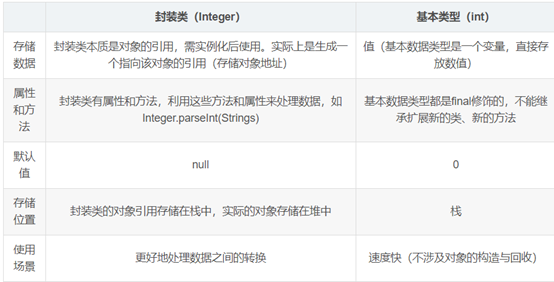 封装类（Integer） 基本类型（int）
存储 封装类本质是对象的引用，需实例化后使用。实际上是生成一 值（基本数据类型是一个变量，直接存
数据 个指向该对象的引用（存储对象地址） 放数值）
属性 封装类有属性和方法，利用这些方法和属性来处理数据，如 基本数据类型都是final修饰的，不能继
和方 Integer.parseInt(Strings) 承扩展新的类、新的方法
法
默认 null 0
值
存储 封装类的对象引用存储在栈中，实际的对象存储在堆中 栈
位置
使用 更好地处理数据之间的转换 速度快（不涉及对象的构造与回收）
场景